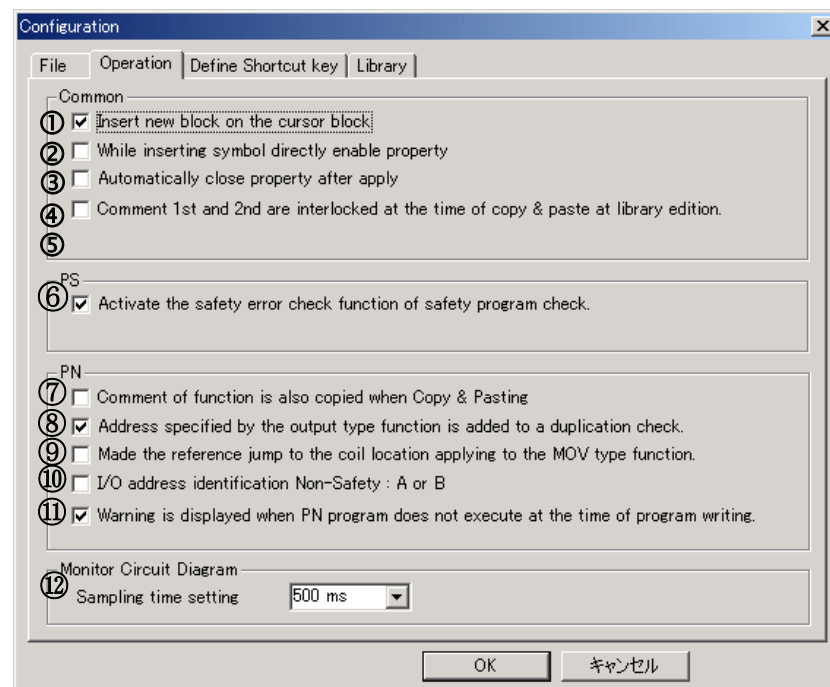 Configuration
File Operation Define Shortcut key Library
Common
① Insert new block on the cursor block
② While inserting symbol directly enable property
③ Automatically close property after apply
④ Comment 1st and 2nd are interlocked at the time of copy & paste at library edition.
⑤
PS
⑥ Activate the safety error check function of safety program check.
PN
⑦ Comment of function is also copied when Copy & Pasting
⑧ Address specified by the output type function is added to a duplication check.
⑨ Made the reference jump to the coil location applying to the MOV type function.
⑩ I/O address identification Non-Safety : A or B
⑪ Warning is displayed when PN program does not execute at the time of program writing.
Monitor Circuit Diagram
⑫ Sampling time setting 500 ms
OK キャンセル